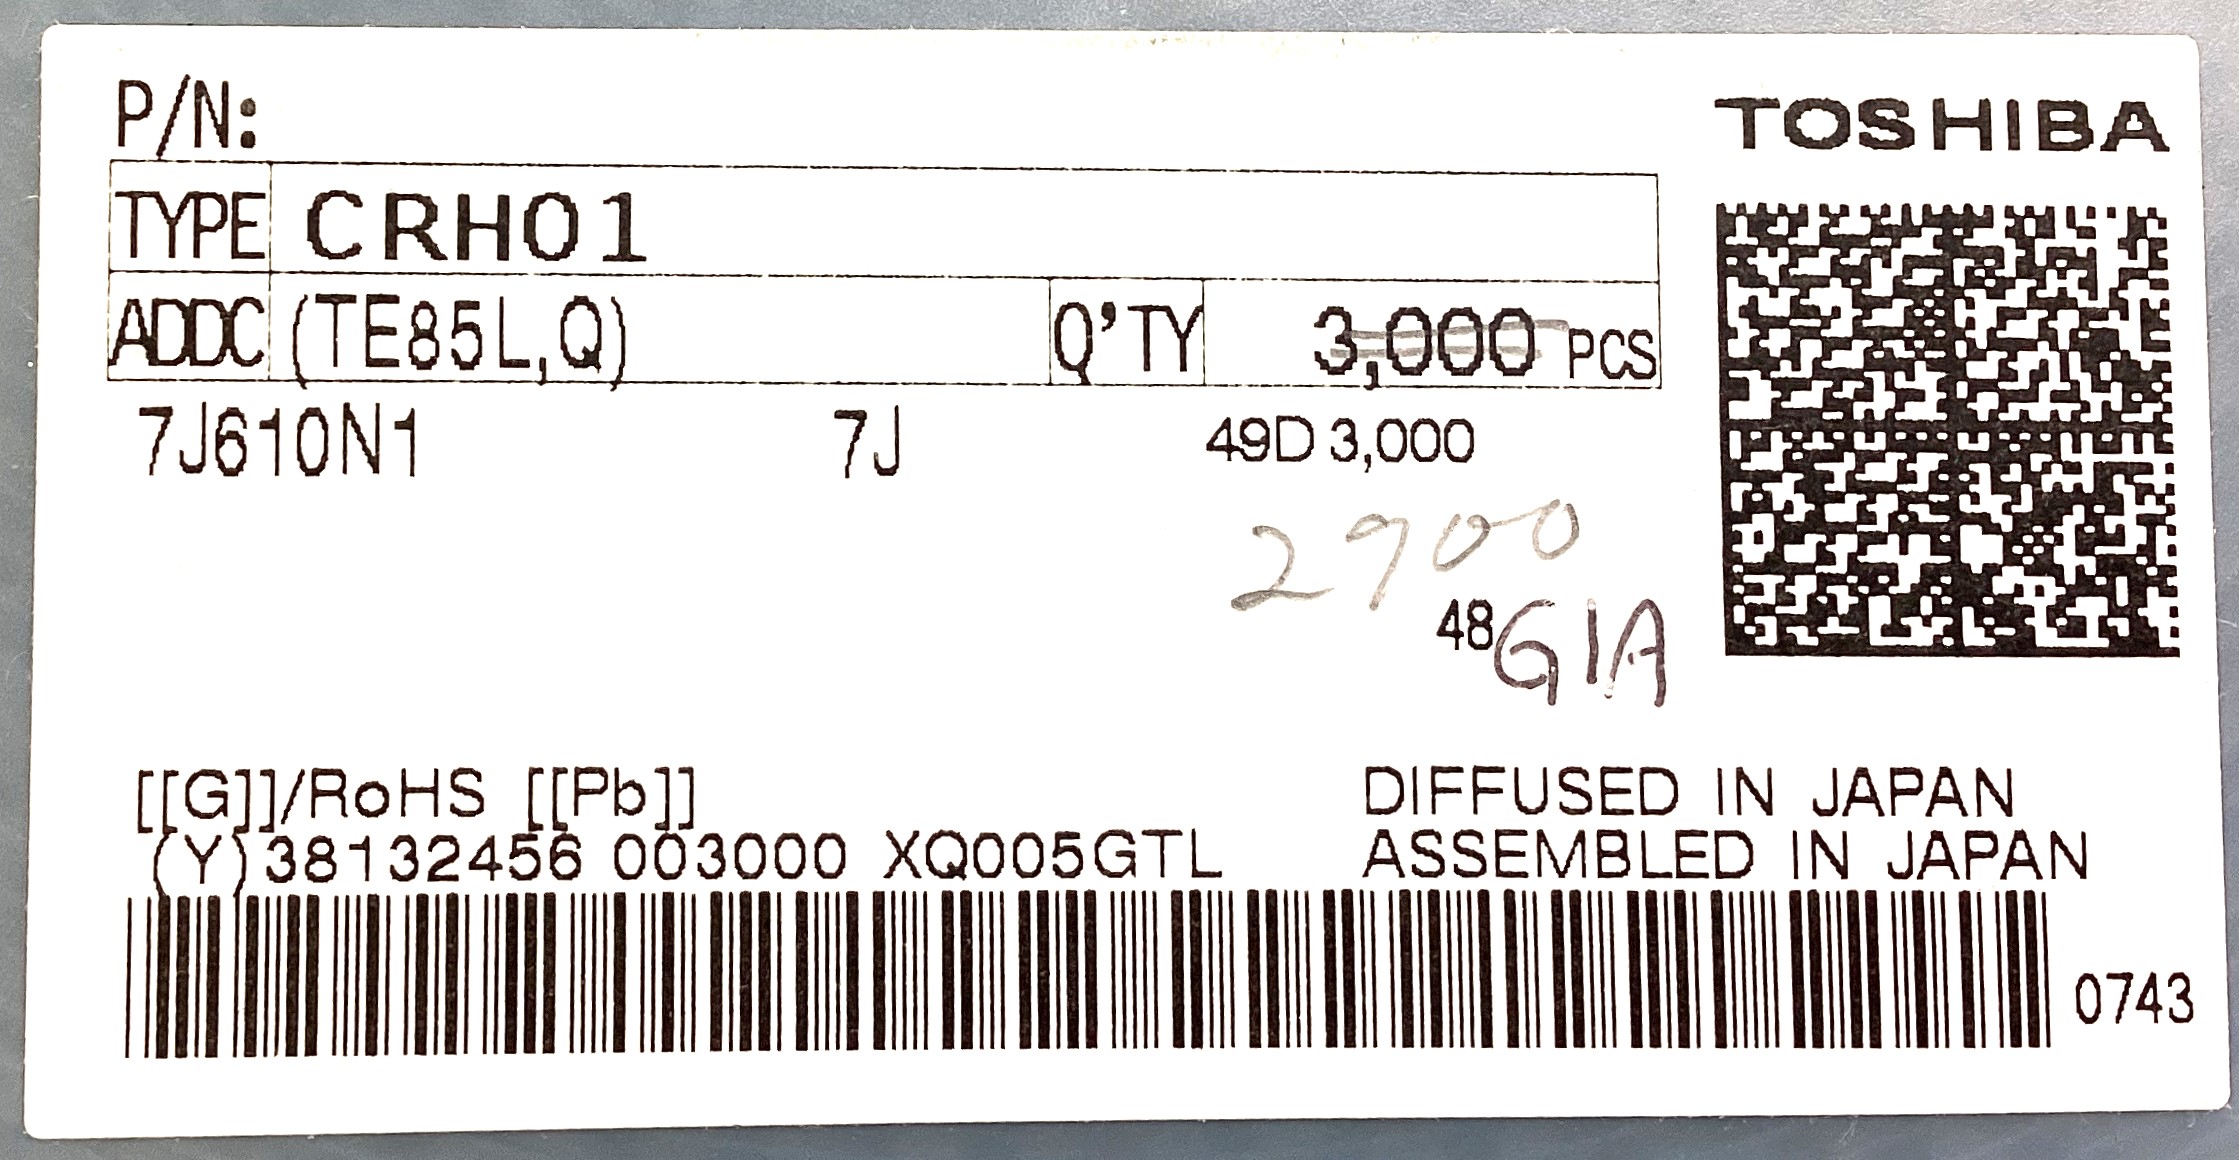 P/N:
TOSHIBA
TYPE CRH01
ADDC (TE85L,Q) Q'TY 3,000 PCS
7J610N1 7J 49D 3,000
2900
48 GIA
[[G]]/RoHS [[Pb]] DIFFUSED IN JAPAN
(Y)38132456 003000 XQ005GTL ASSEMBLED IN JAPAN
0743